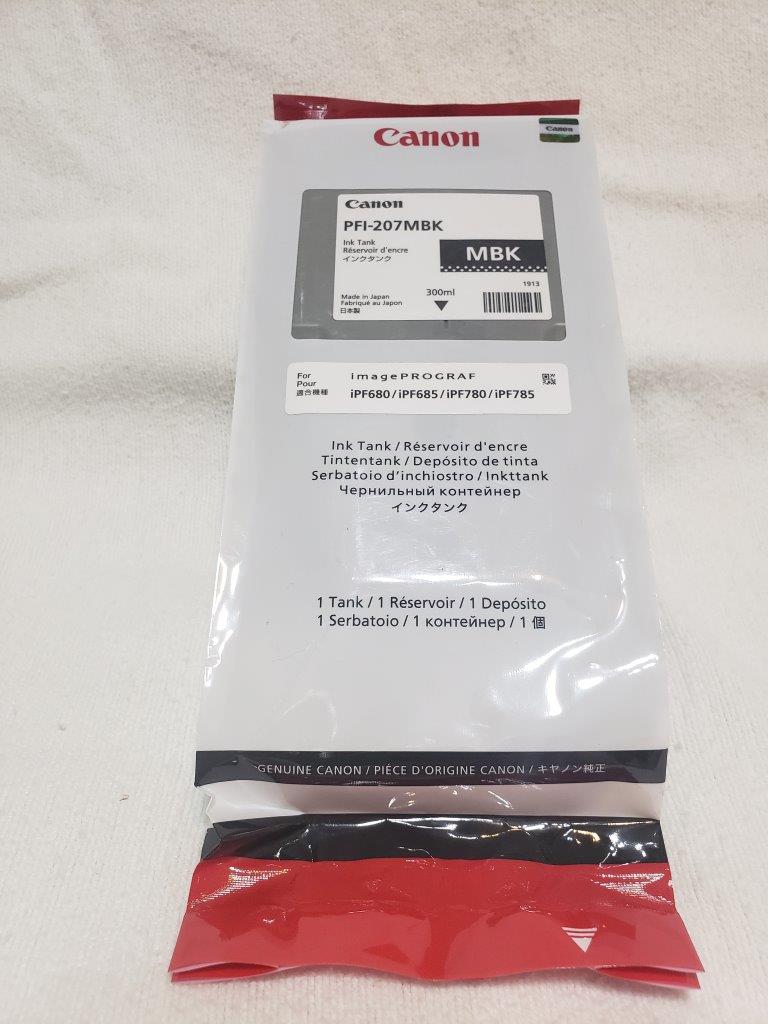 Canon
Canon
Canon
PFI-207MBK
Ink Tank
Réservoir d'encre
インクタンク
MBK
1913
300ml
Made in Japan
Fabriqué au Japon
日本製
For
Pour
適合機種
imagePROGRAF
iPF680/iPF685/iPF780/iPF785
Ink Tank / Réservoir d'encre
Tintentank / Depósito de tinta
Serbatoio d'inchiostro / Inkttank
Чернильный контейнер
インクタンク
1 Tank / 1 Réservoir / 1 Depósito
1 Serbatoio / 1 контейнер / 1 個
GENUINE CANON / PIÉCE D'ORIGINE CANON / キヤノン純正